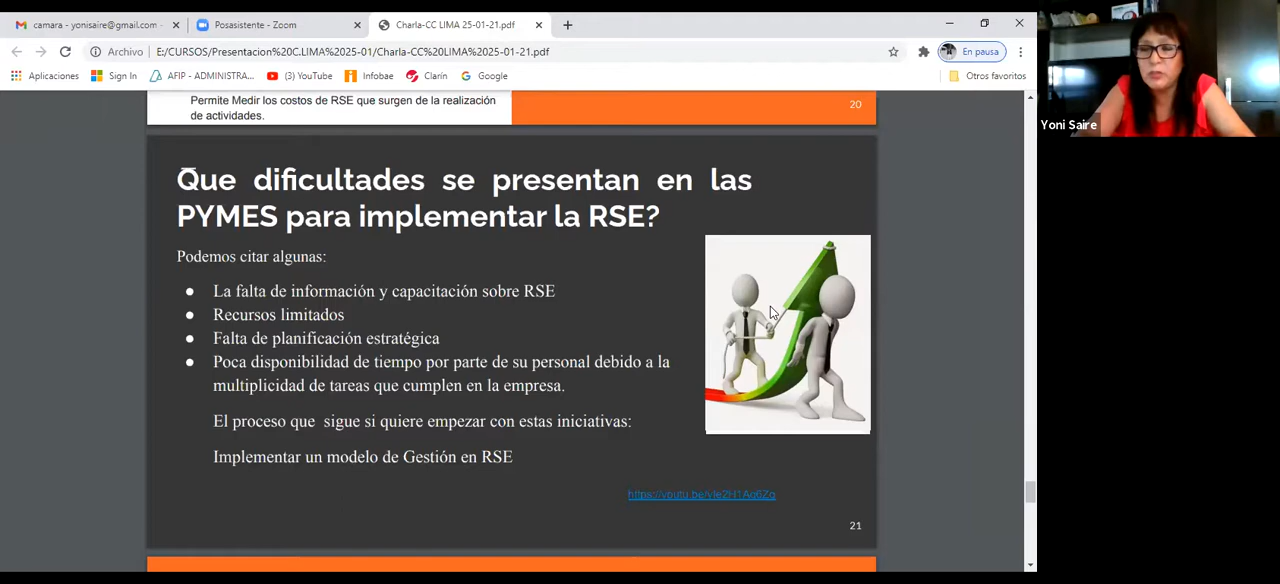 camara - yonisaire@gmail.com -
Posasistente - Zoom
Charla-CC LIMA 25-01-21.pdf
Archivo
E:/CURSOS/Presentacion%20C.LIMA%2025-01/Charla-CC%20LIMA%2025-01-21.pdf
En pausa
Aplicaciones
Sign In
AFIP - ADMINISTRA...
(3) YouTube
Infobae
Clarín
Google
Otros favoritos
Yoni Saire
Permite Medir los costos de RSE que surgen de la realización
de actividades.
20
Que dificultades se presentan en las
PYMES para implementar la RSE?
Podemos citar algunas:
● La falta de información y capacitación sobre RSE
● Recursos limitados
● Falta de planificación estratégica
● Poca disponibilidad de tiempo por parte de su personal debido a la
multiplicidad de tareas que cumplen en la empresa.
El proceso que sigue si quiere empezar con estas iniciativas:
Implementar un modelo de Gestión en RSE
21